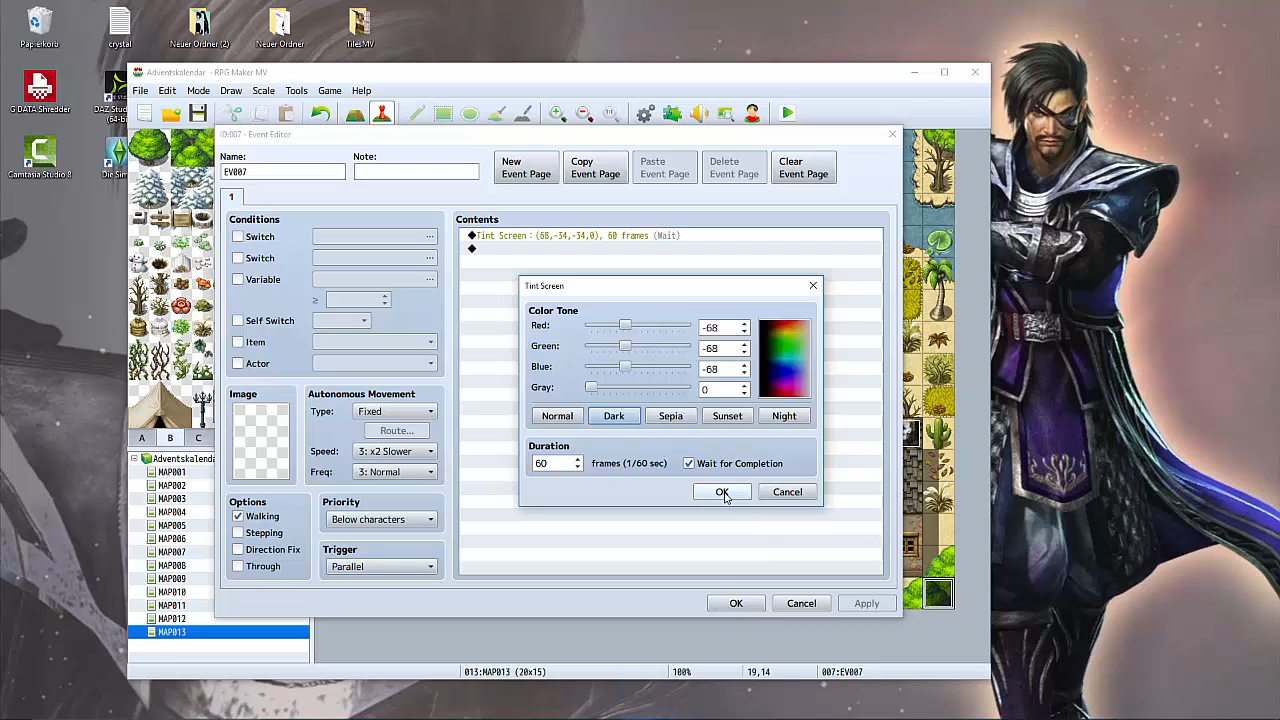 Papierkorb
crystal
Neuer Ordner (2)
Neuer Ordner
TilesMV
G DATA Shredder
DAZ Stud
(64-bi
Camtasia Studio 8
Die Sim
Adventskalendar - RPG Maker MV
File Edit Mode Draw Scale Tools Game Help
ID:007 - Event Editor
Name:
EV007
Note:
New
Event Page
Copy
Event Page
Paste
Event Page
Delete
Event Page
Clear
Event Page
1
Conditions
Switch
Switch
Variable
≥
Self Switch
Item
Actor
Image
Autonomous Movement
Type: Fixed
Route...
Speed: 3: x2 Slower
Freq: 3: Normal
Options
Walking
Stepping
Direction Fix
Through
Priority
Below characters
Trigger
Parallel
Contents
◆Tint Screen : (68,-34,-34,0), 60 frames (Wait)
◆
Tint Screen
Color Tone
Red: -68
Green: -68
Blue: -68
Gray: 0
Normal Dark Sepia Sunset Night
Duration
60 frames (1/60 sec) Wait for Completion
OK Cancel
OK Cancel Apply
A B C
Adventskalenda
MAP001
MAP002
MAP003
MAP004
MAP005
MAP006
MAP007
MAP008
MAP009
MAP010
MAP011
MAP012
MAP013
013:MAP013 (20x15) 100% 19,14 007:EV007